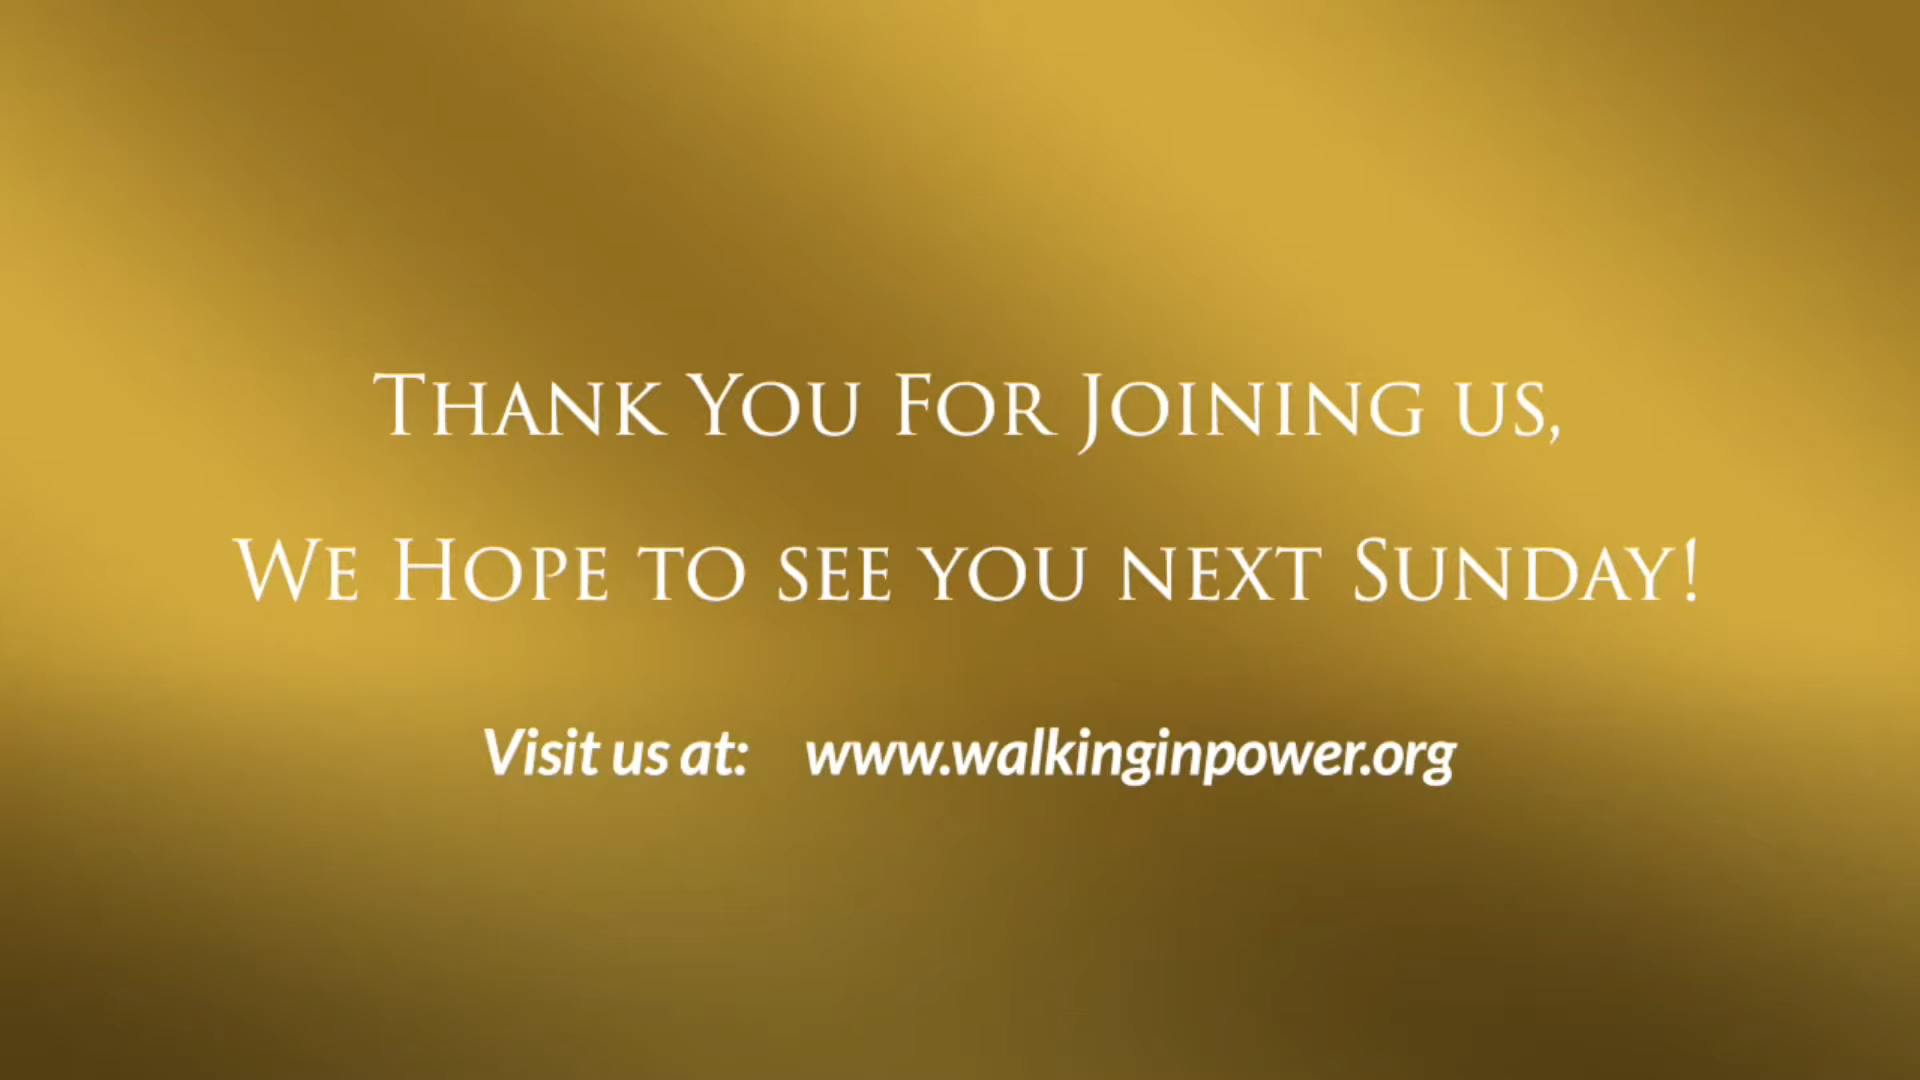 Thank You For Joining us,
We Hope to see you next Sunday!
Visit us at: www.walkinginpower.org